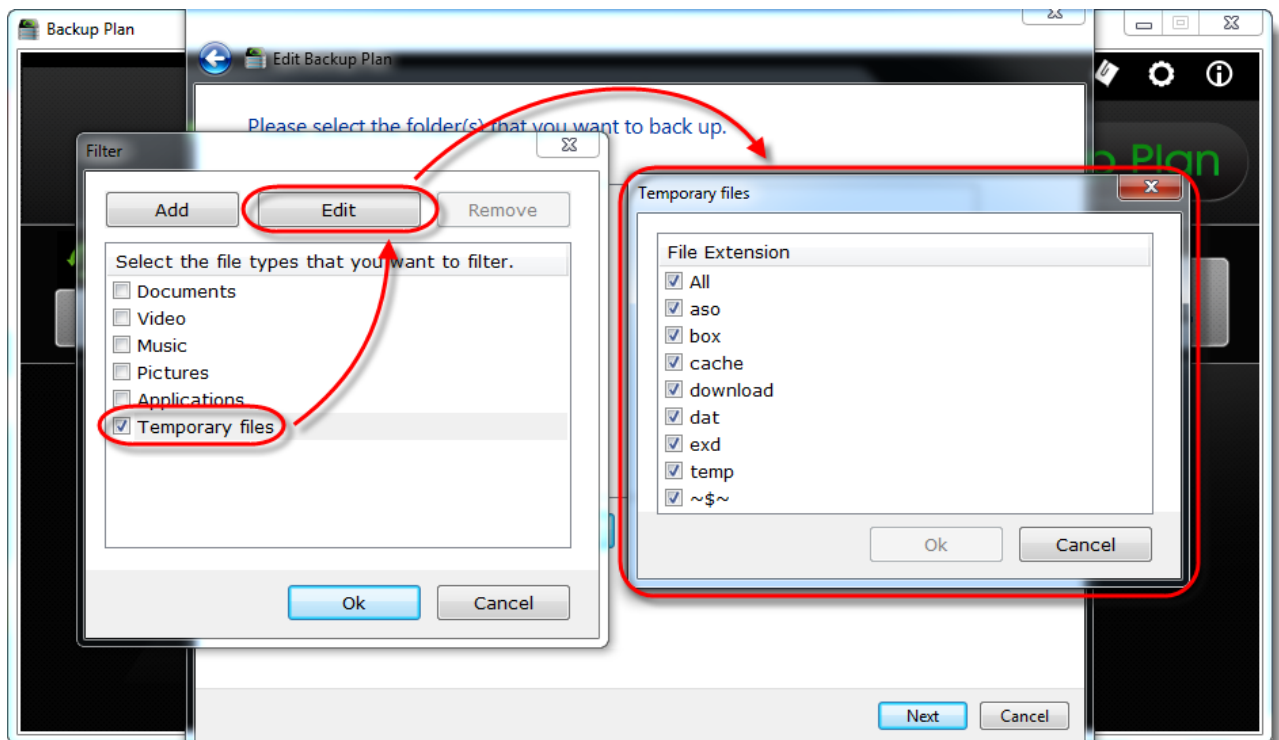 Backup Plan
Edit Backup Plan
Please select the folder(s) that you want to back up.
Plan
Filter
Add Edit Remove
Select the file types that you want to filter.
Documents
Video
Music
Pictures
Applications
Temporary files
Ok Cancel
Temporary files
File Extension
All
aso
box
cache
download
dat
exd
temp
~$~
Ok Cancel
Next Cancel